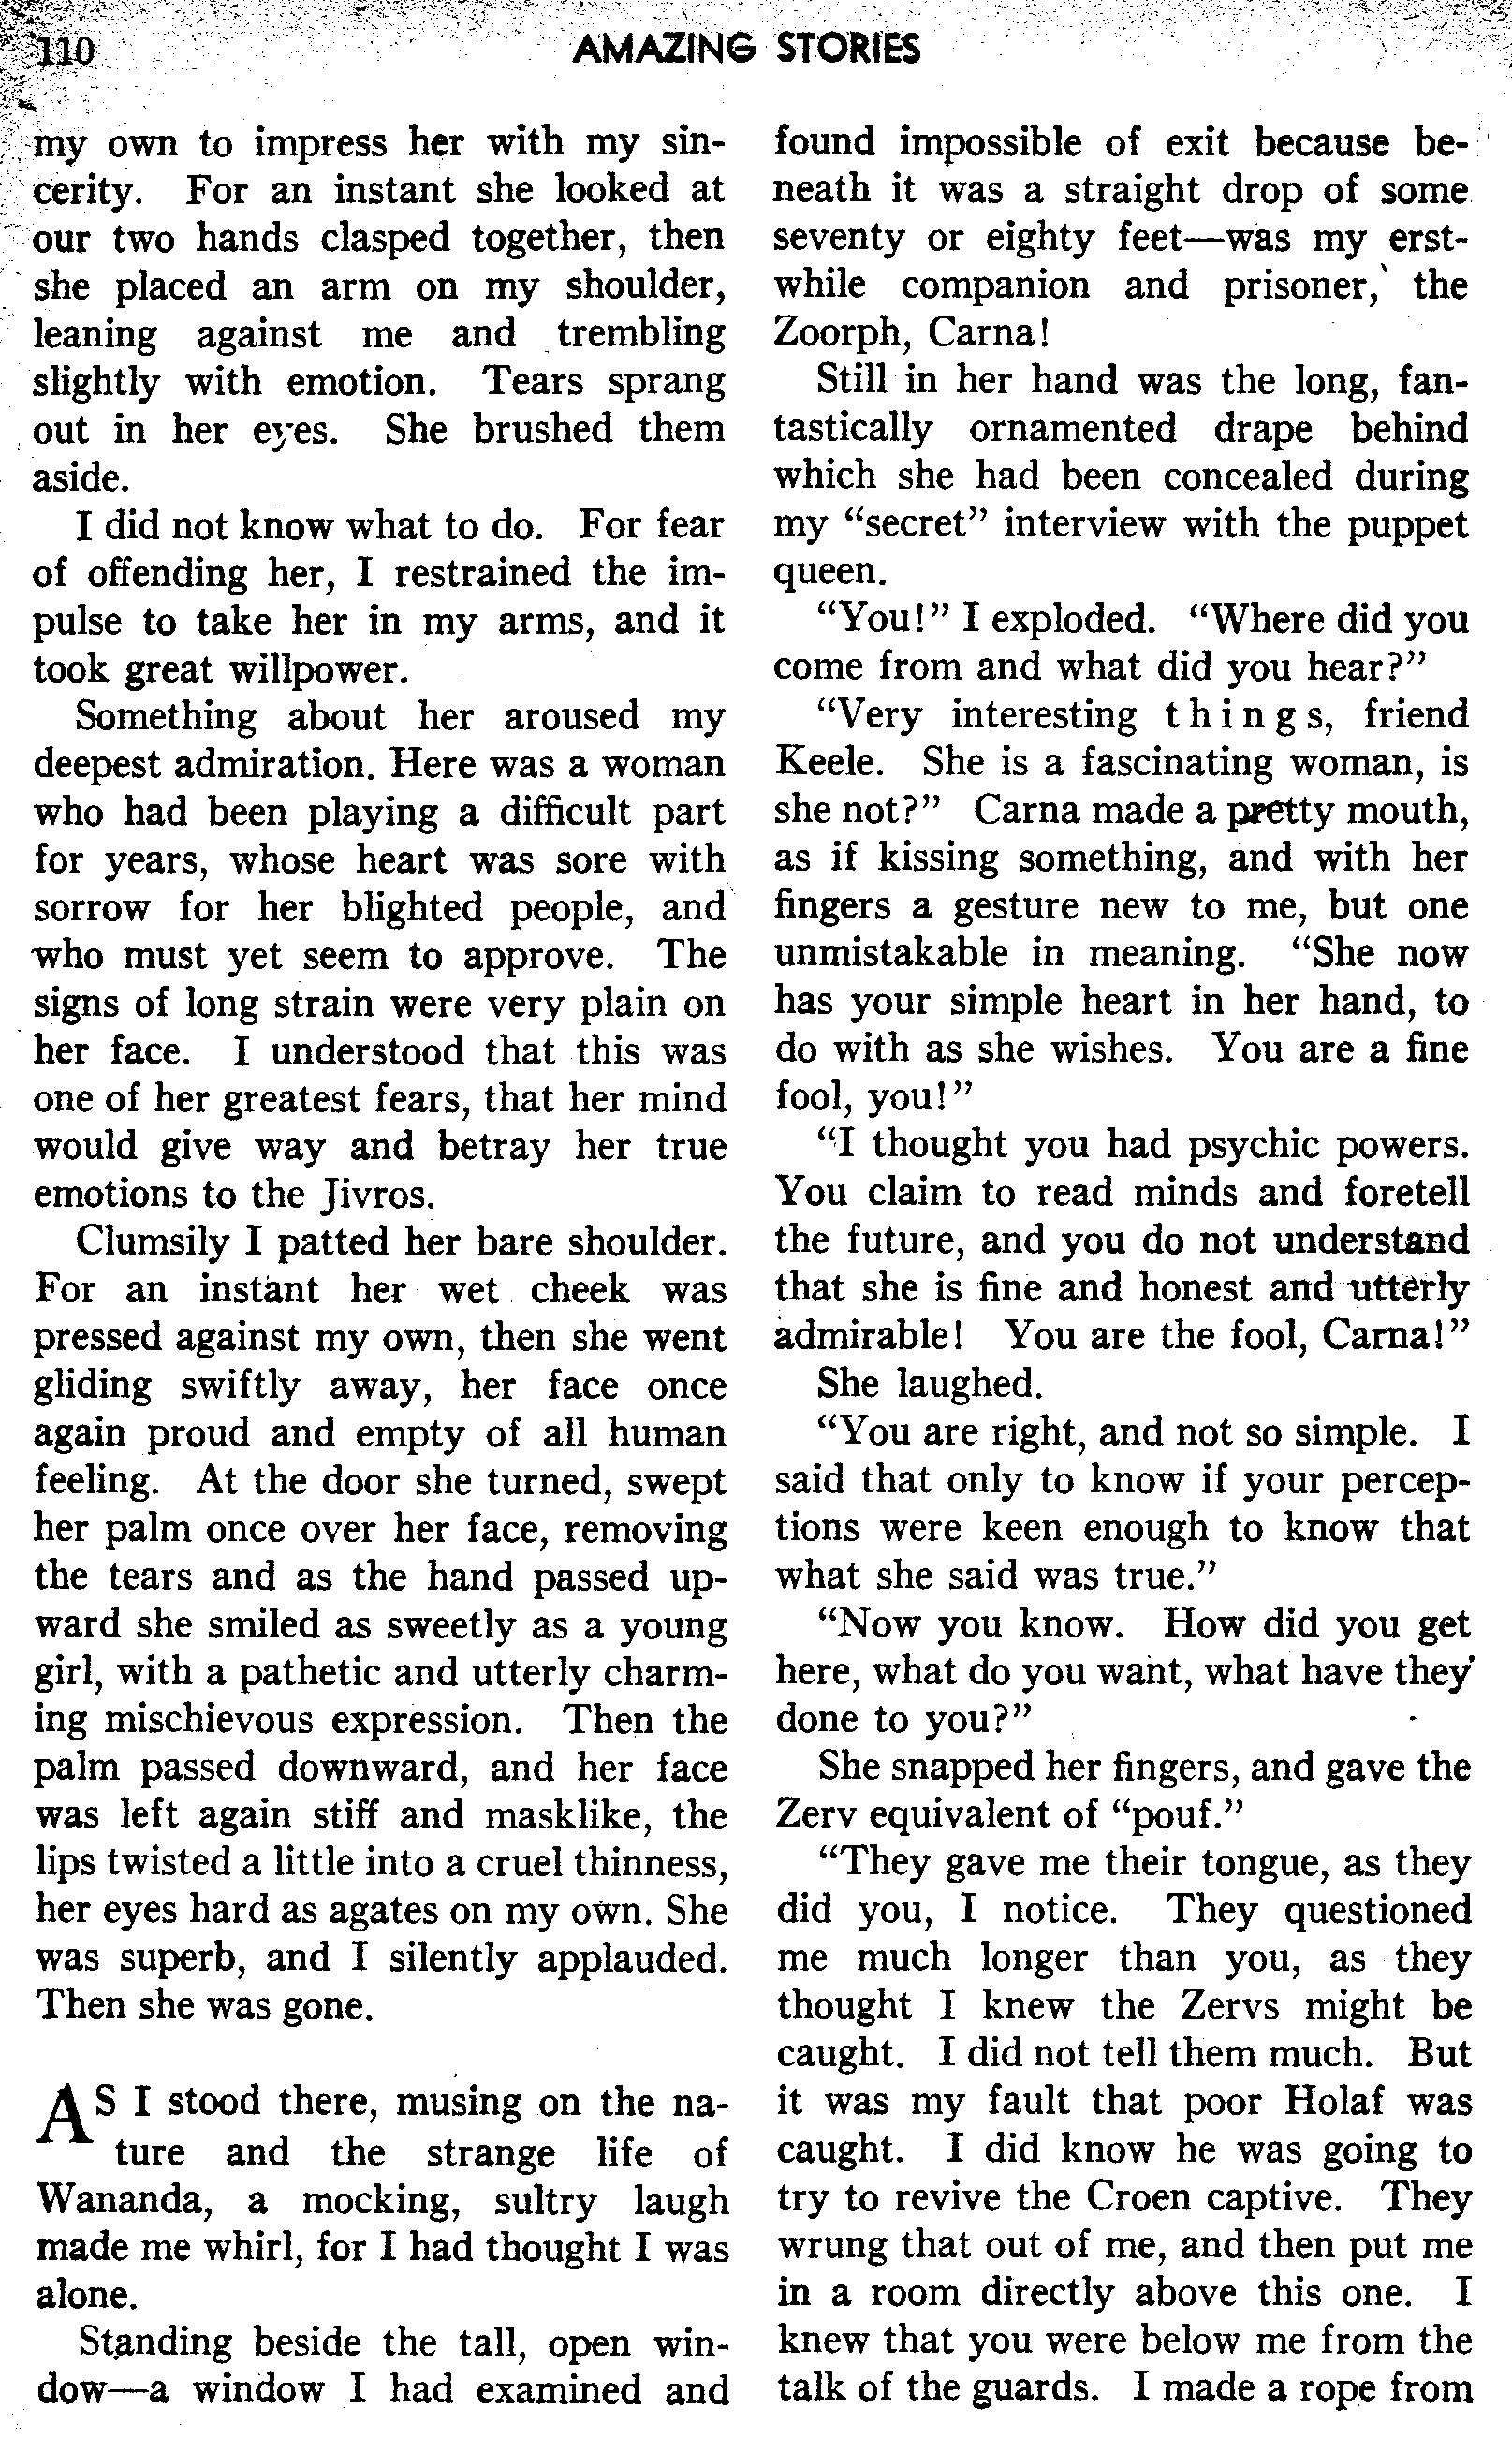 110
AMAZING STORIES
my own to impress her with my sin-
cerity. For an instant she looked at
our two hands clasped together, then
she placed an arm on my shoulder,
leaning against me and trembling
slightly with emotion. Tears sprang
out in her eyes. She brushed them
aside.
I did not know what to do. For fear
of offending her, I restrained the im-
pulse to take her in my arms, and it
took great willpower.
Something about her aroused my
deepest admiration. Here was a woman
who had been playing a difficult part
for years, whose heart was sore with
sorrow for her blighted people, and
who must yet seem to approve. The
signs of long strain were very plain on
her face. I understood that this was
one of her greatest fears, that her mind
would give way and betray her true
emotions to the Jivros.
Clumsily I patted her bare shoulder.
For an instant her wet cheek was
pressed against my own, then she went
gliding swiftly away, her face once
again proud and empty of all human
feeling. At the door she turned, swept
her palm once over her face, removing
the tears and as the hand passed up-
ward she smiled as sweetly as a young
girl, with a pathetic and utterly charm-
ing mischievous expression. Then the
palm passed downward, and her face
was left again stiff and masklike, the
lips twisted a little into a cruel thinness,
her eyes hard as agates on my own. She
was superb, and I silently applauded.
Then she was gone.
AS I stood there, musing on the na-
ture and the strange life of
Wananda, a mocking, sultry laugh
made me whirl, for I had thought I was
alone.
Standing beside the tall, open win-
dow—a window I had examined and
found impossible of exit because be-
neath it was a straight drop of some
seventy or eighty feet—was my erst-
while companion and prisoner, the
Zoorph, Carna!
Still in her hand was the long, fan-
tastically ornamented drape behind
which she had been concealed during
my "secret" interview with the puppet
queen.
"You!" I exploded. "Where did you
come from and what did you hear?"
"Very interesting things, friend
Keele. She is a fascinating woman, is
she not?" Carna made a pretty mouth,
as if kissing something, and with her
fingers a gesture new to me, but one
unmistakable in meaning. "She now
has your simple heart in her hand, to
do with as she wishes. You are a fine
fool, you!"
"I thought you had psychic powers.
You claim to read minds and foretell
the future, and you do not understand
that she is fine and honest and utterly
admirable! You are the fool, Carna!"
She laughed.
"You are right, and not so simple. I
said that only to know if your percep-
tions were keen enough to know that
what she said was true."
"Now you know. How did you get
here, what do you want, what have they
done to you?"
She snapped her fingers, and gave the
Zerv equivalent of "pouf."
"They gave me their tongue, as they
did you, I notice. They questioned
me much longer than you, as they
thought I knew the Zervs might be
caught. I did not tell them much. But
it was my fault that poor Holaf was
caught. I did know he was going to
try to revive the Croen captive. They
wrung that out of me, and then put me
in a room directly above this one. I
knew that you were below me from the
talk of the guards. I made a rope from